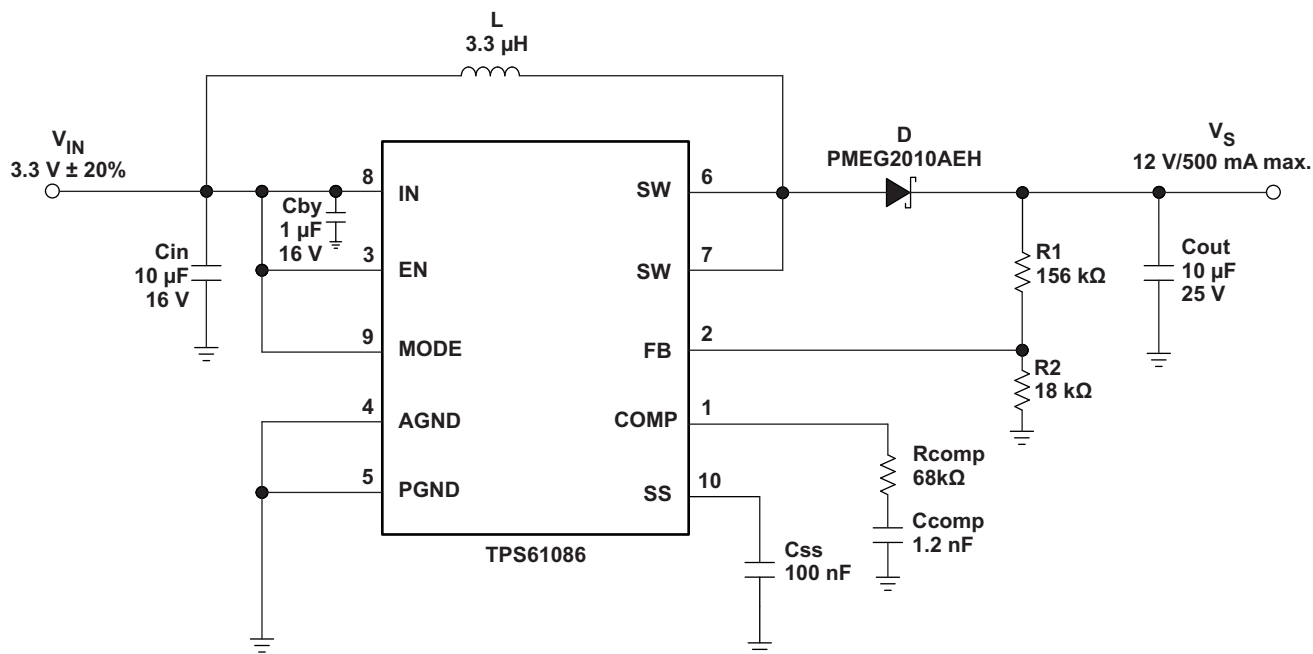 L
3.3 µH
VIN
3.3 V ± 20%
D
PMEG2010AEH
VS
12 V/500 mA max.
8
IN
SW
6
Cby
1 µF
16 V
Cin
10 µF
16 V
3
EN
SW
7
R1
156 kΩ
Cout
10 µF
25 V
9
MODE
FB
2
R2
18 kΩ
4
AGND
COMP
1
Rcomp
68kΩ
5
PGND
SS
10
Ccomp
1.2 nF
TPS61086
Css
100 nF